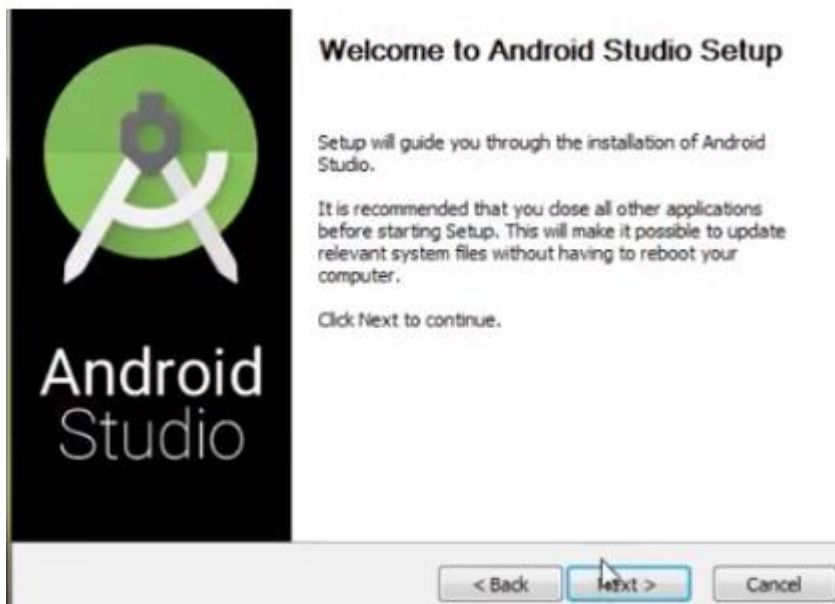 Welcome to Android Studio Setup
Setup will guide you through the installation of Android
Studio.
It is recommended that you close all other applications
before starting Setup. This will make it possible to update
relevant system files without having to reboot your
computer.
Click Next to continue.
Android
Studio
< Back Next > Cancel